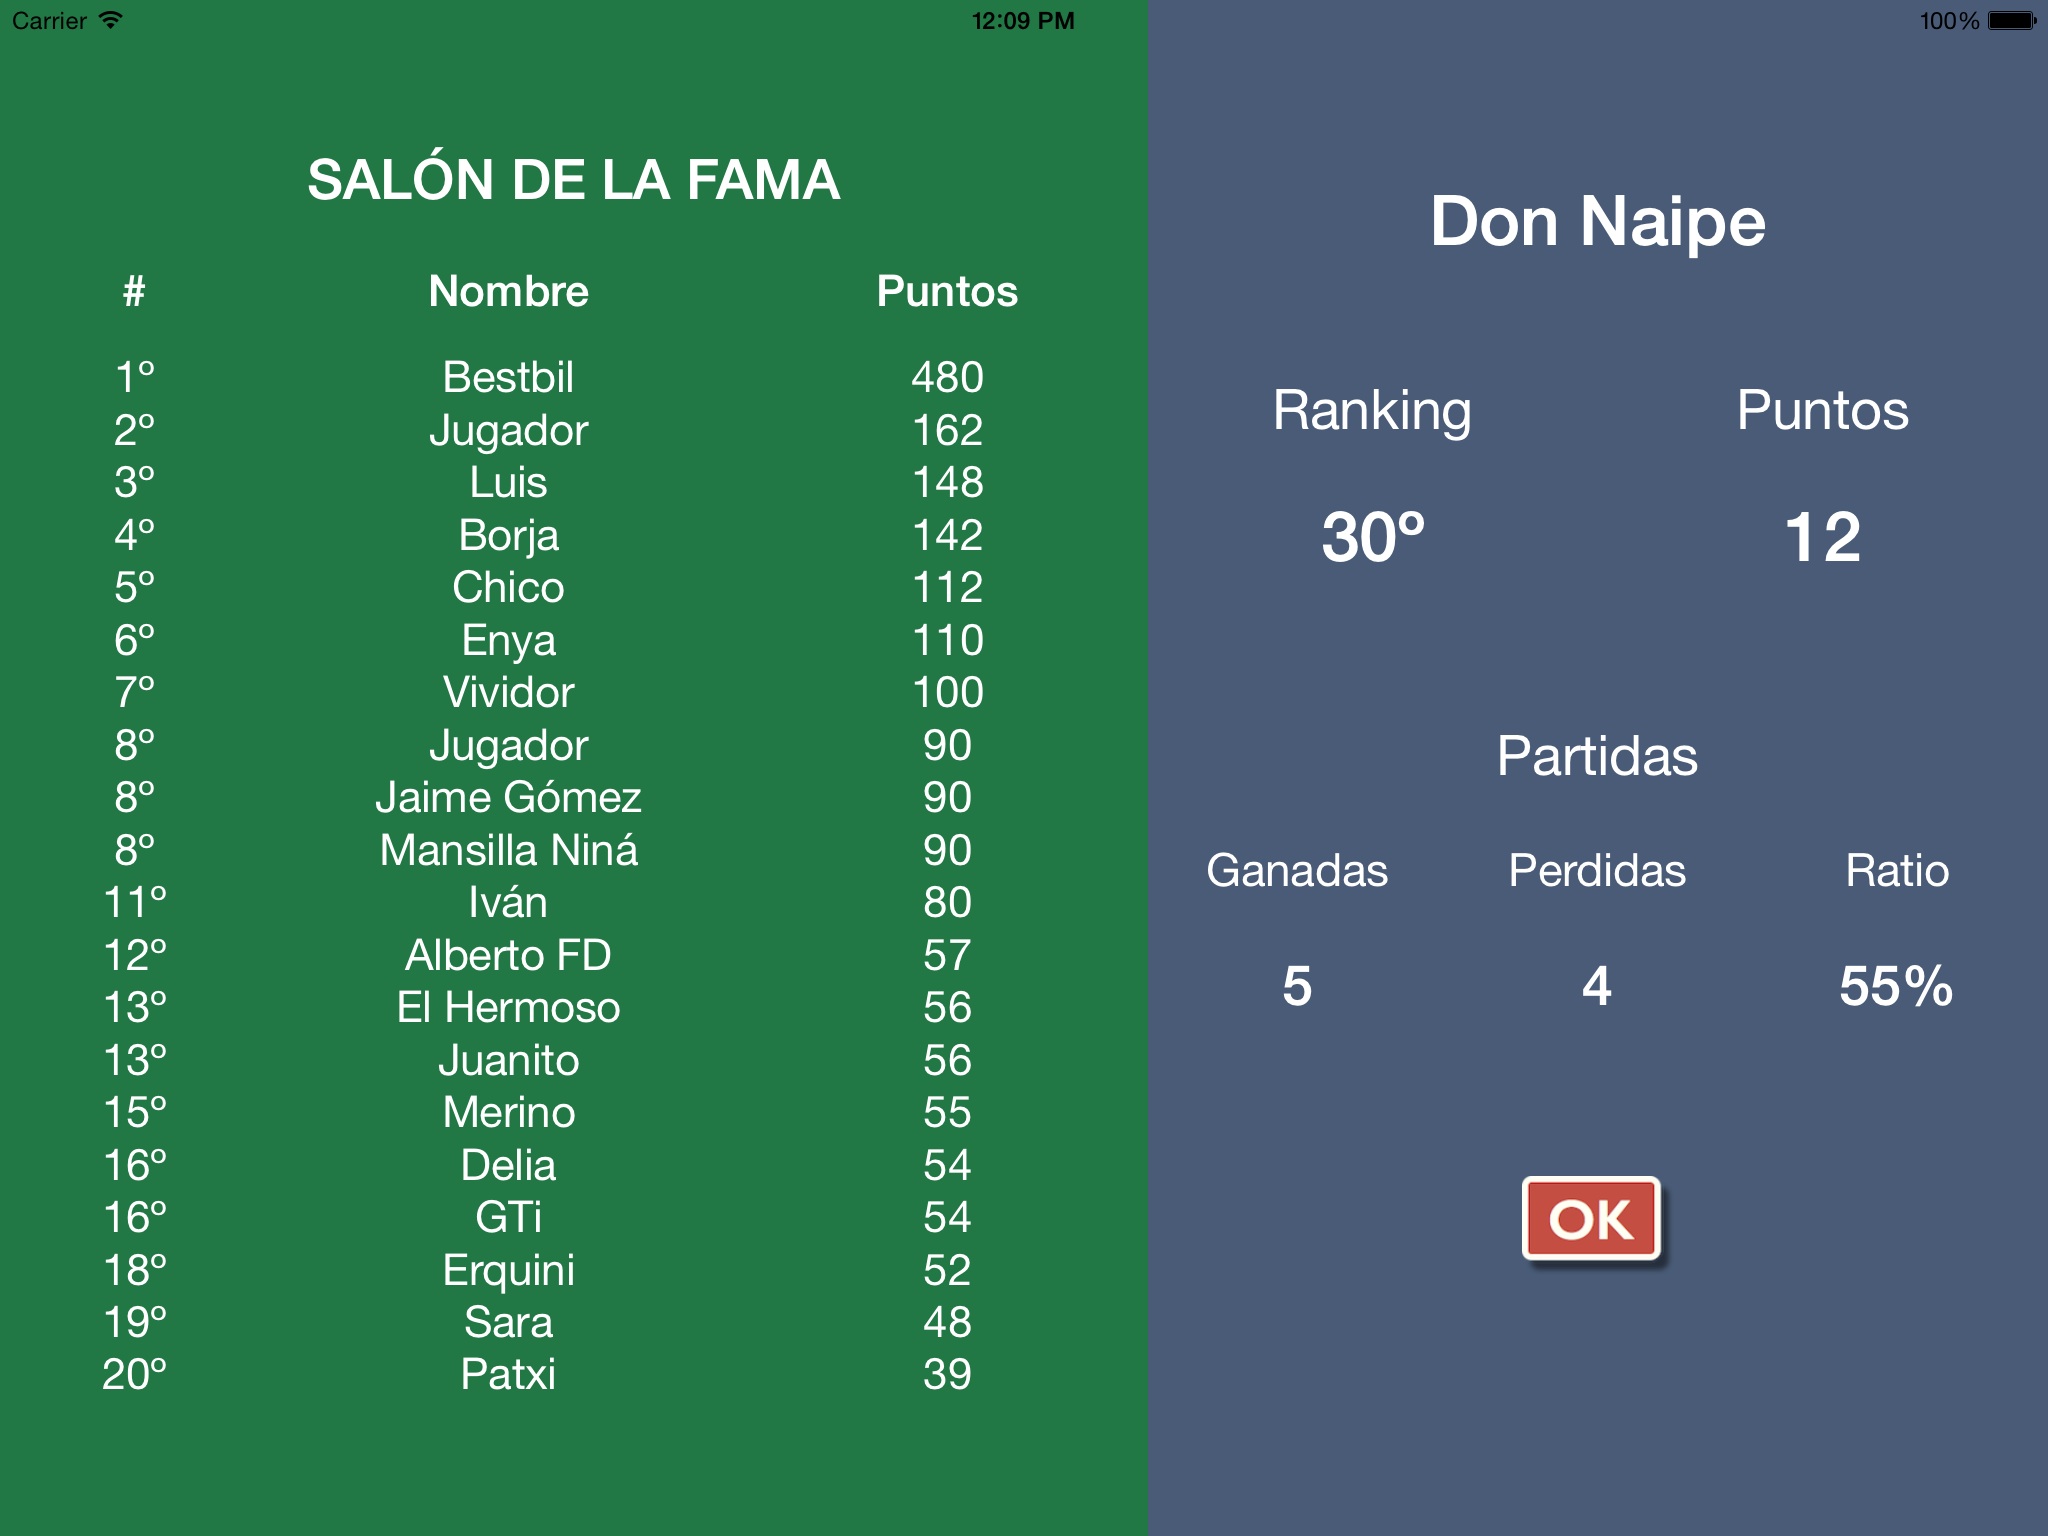 Carrier 12:09 PM 100%
SALÓN DE LA FAMA
# Nombre Puntos
1º Bestbil 480
2º Jugador 162
3º Luis 148
4º Borja 142
5º Chico 112
6º Enya 110
7º Vividor 100
8º Jugador 90
8º Jaime Gómez 90
8º Mansilla Niná 90
11º Iván 80
12º Alberto FD 57
13º El Hermoso 56
13º Juanito 56
15º Merino 55
16º Delia 54
16º GTi 54
18º Erquini 52
19º Sara 48
20º Patxi 39
Don Naipe
Ranking Puntos
30º 12
Partidas
Ganadas Perdidas Ratio
5 4 55%
OK